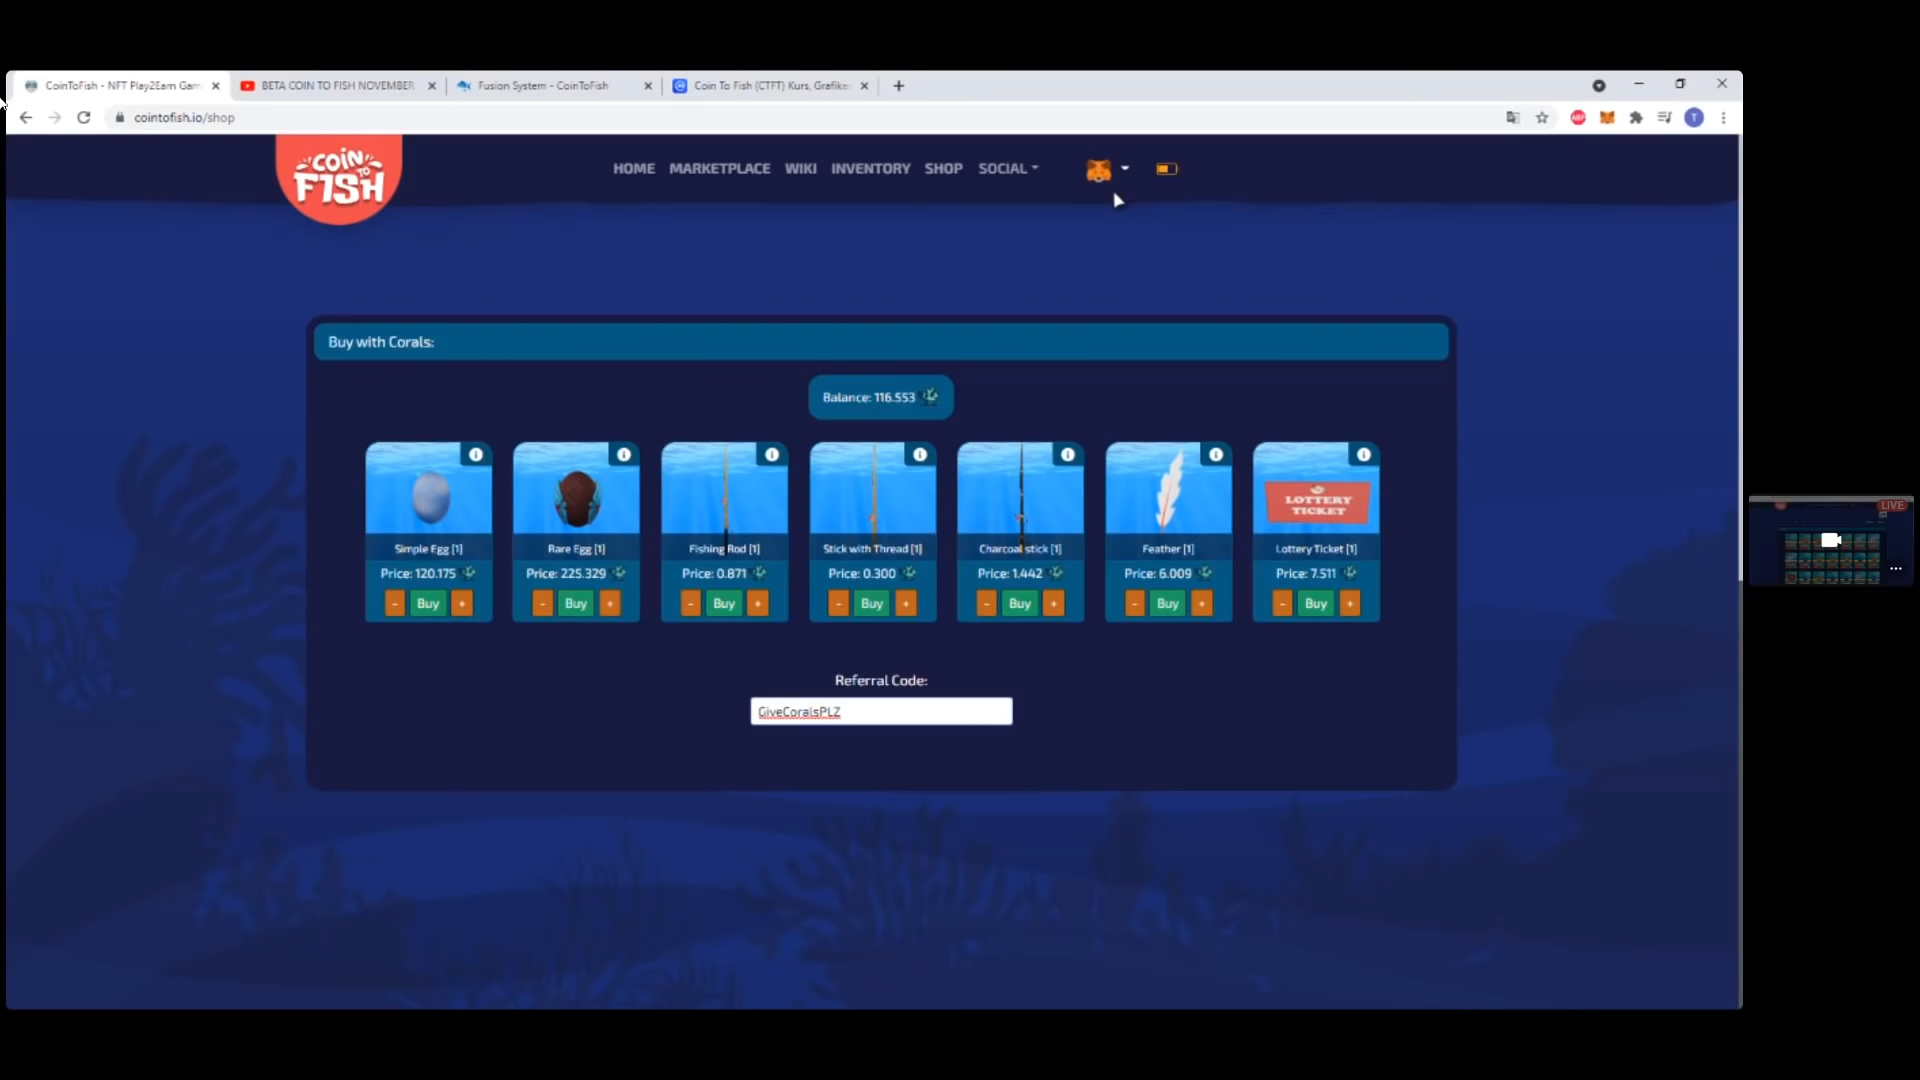 CoinToFish - NFT Play2Earn Gam
BETA COIN TO FISH NOVEMBER
Fusion System - CoinToFish
Coin To Fish (CTFT) Kurs, Grafike
cointofish.io/shop
ABP
T
COIN
TO
FISH
HOME
MARKETPLACE
WIKI
INVENTORY
SHOP
SOCIAL
Buy with Corals:
Balance: 116.553
LOTTERY
TICKET
Simple Egg [1]
Rare Egg [1]
Fishing Rod [1]
Stick with Thread [1]
Charcoal stick [1]
Feather [1]
Lottery Ticket [1]
Price: 120.175
Price: 225.329
Price: 0.871
Price: 0.300
Price: 1.442
Price: 6.009
Price: 7.511
- Buy +
- Buy +
- Buy +
- Buy +
- Buy +
- Buy +
- Buy +
Referral Code:
GiveCoralsPLZ
LIVE